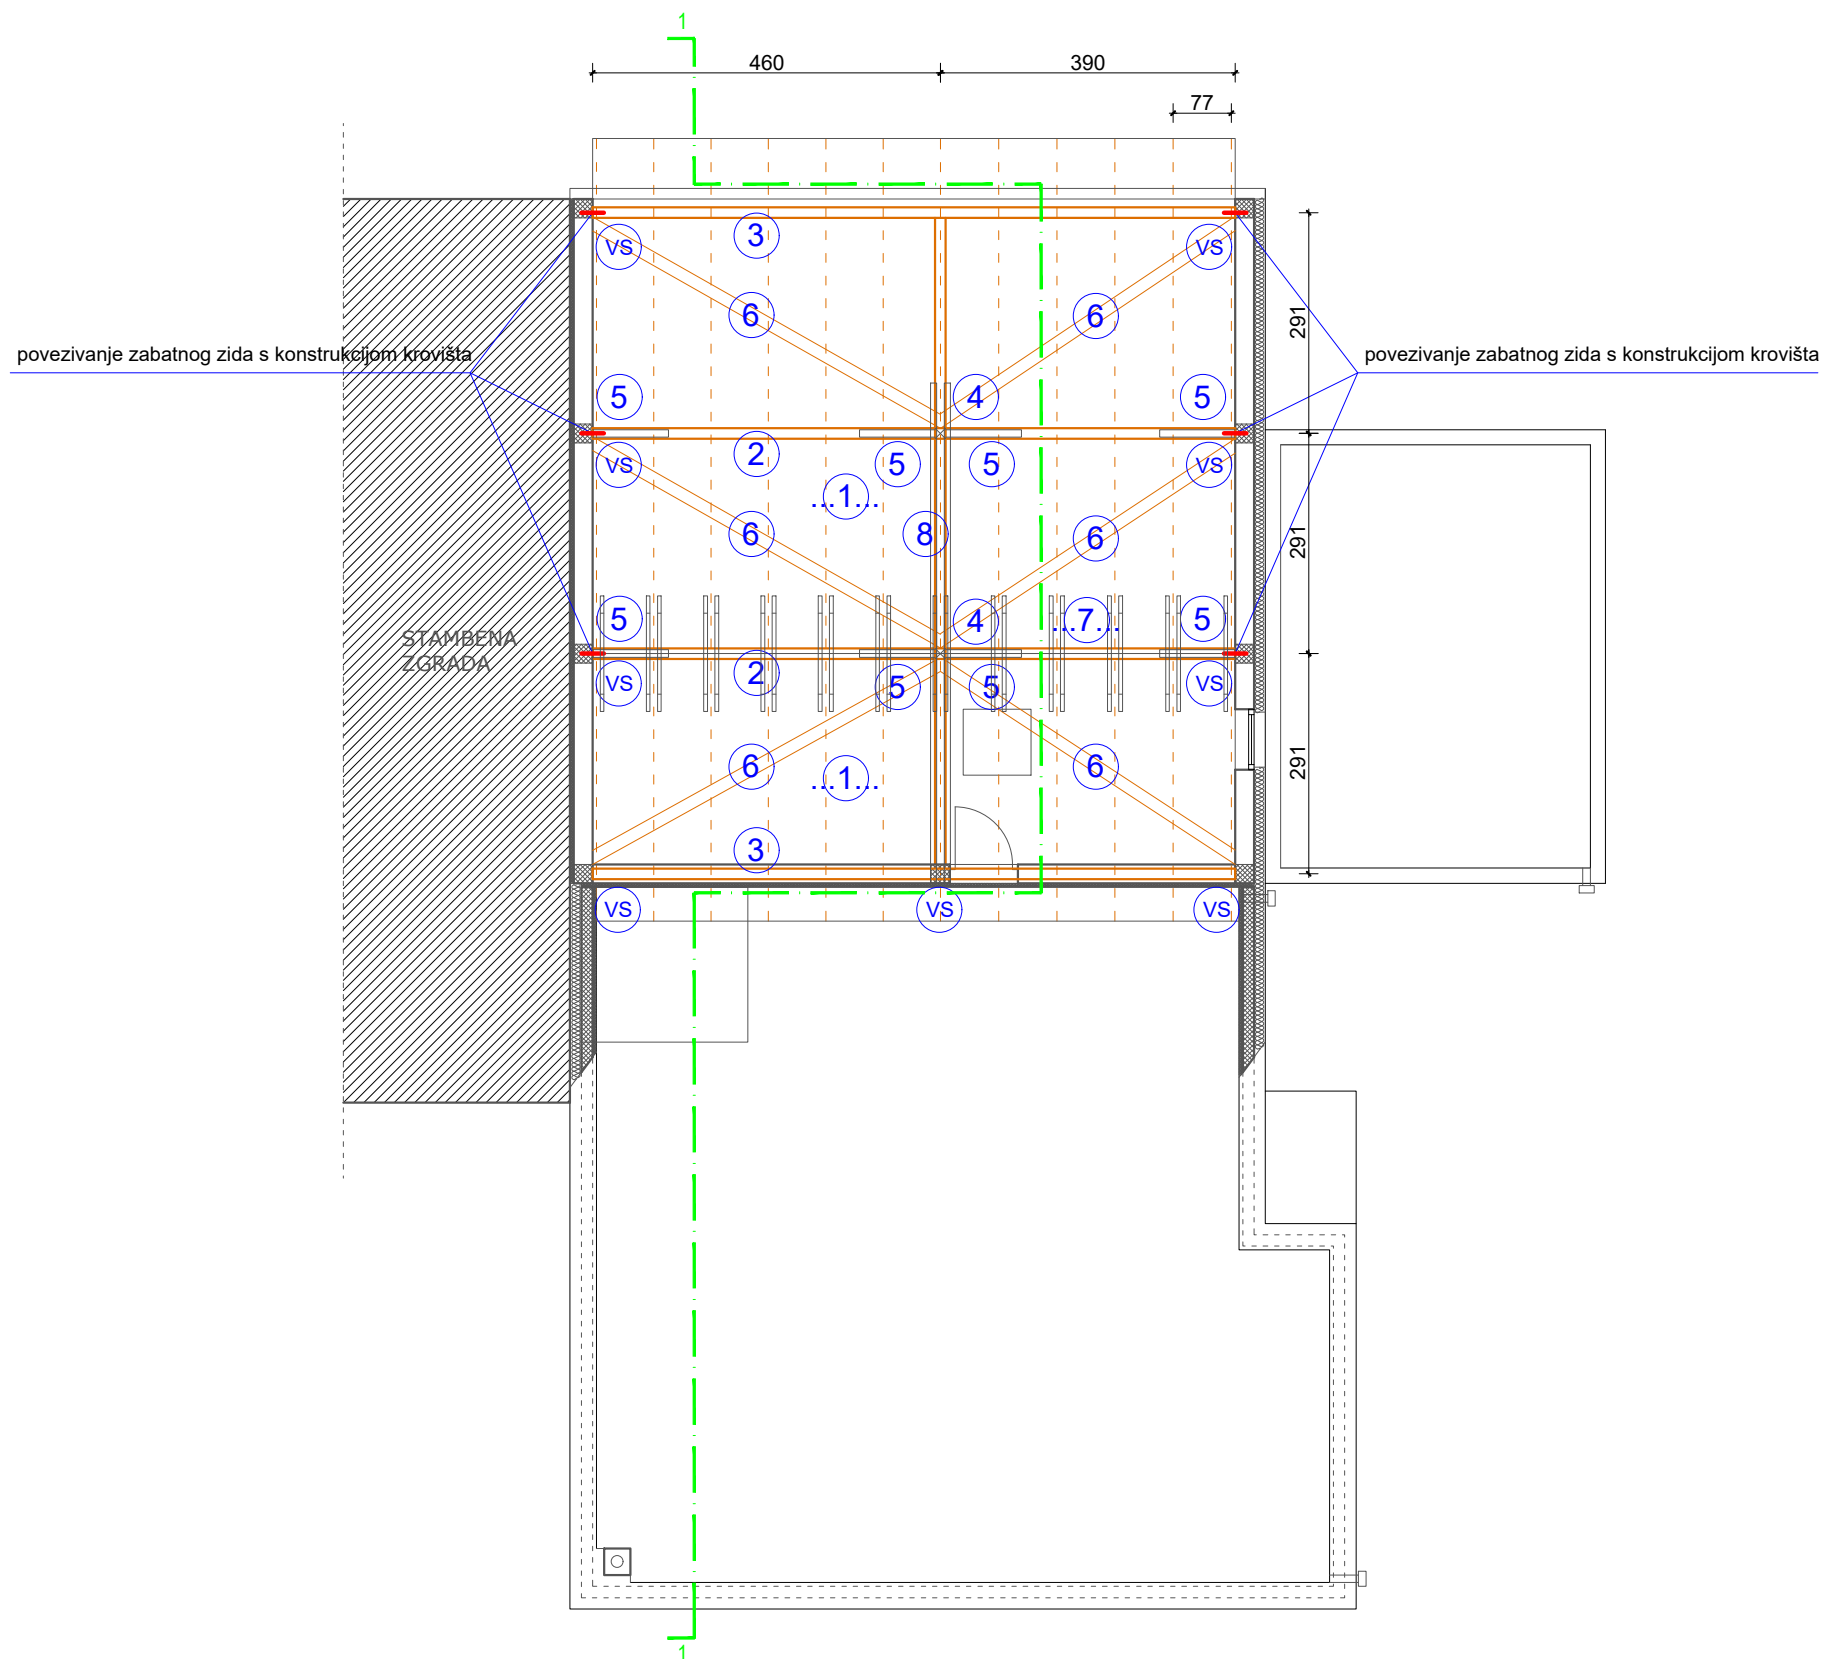 1
460
390
77
3
VS
VS
6
6
291
povezivanje zabatnog zida s konstrukcijom krovišta
povezivanje zabatnog zida s konstrukcijom krovišta
5
4
5
2
VS
5
5
VS
...1...
6
8
6
291
5
4
...7...
5
STAMBENA
ZGRADA
2
VS
5
5
VS
6
...1...
6
291
3
VS
VS
VS
1